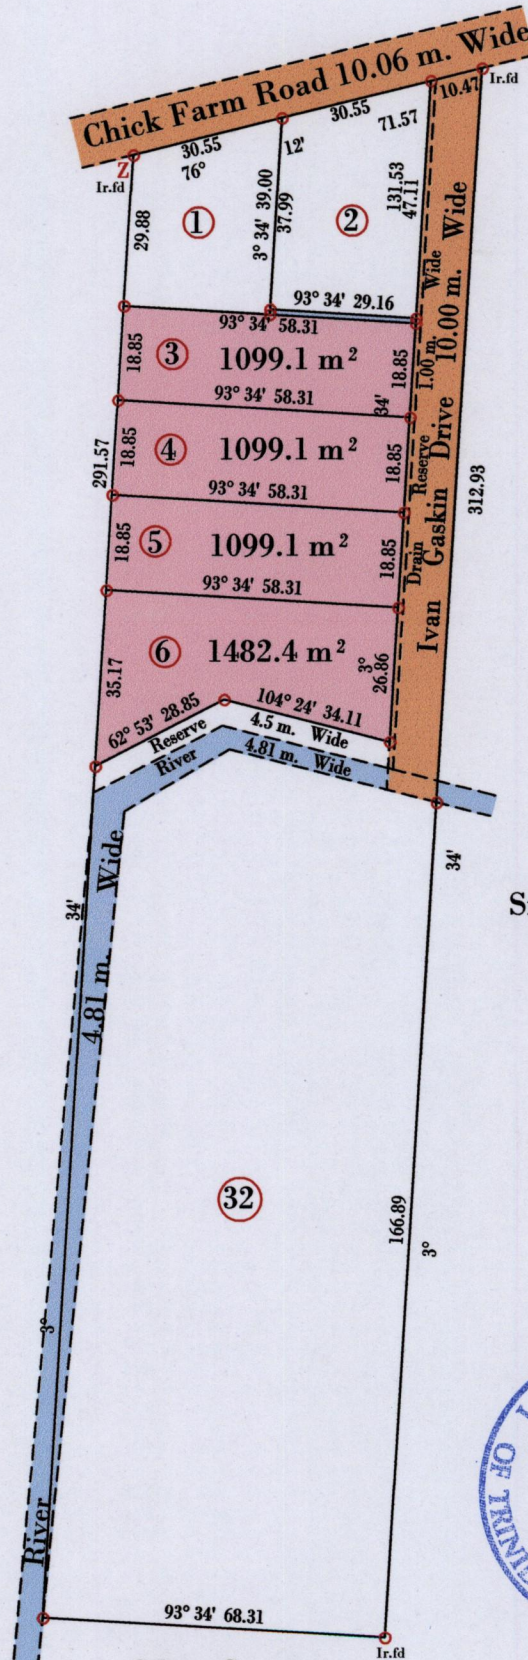 Chick Farm Road 10.06 m. Wide
30.55
76°
30.55
71.57
10.47
Ir.fd
12'
Z
Ir.fd
29.88
1
3° 34' 39.00
37.99
2
131.53
47.11
93° 34' 29.16
93° 34' 58.31
18.85
3
1099.1 m²
18.85
93° 34' 58.31
34'
291.57
18.85
4
1099.1 m²
18.85
93° 34' 58.31
18.85
5
1099.1 m²
18.85
93° 34' 58.31
35.17
6
1482.4 m²
3°
26.86
Drain Reserve 1.00 m. Wide
Ivan Gaskin Drive 10.00 m. Wide
312.93
62° 53' 28.85
104° 24' 34.11
Reserve 4.5 m. Wide
River 4.81 m. Wide
34'
34'
River 4.81 m. Wide
32
166.89
3°
3°
93° 34' 68.31
Ir.fd
OF